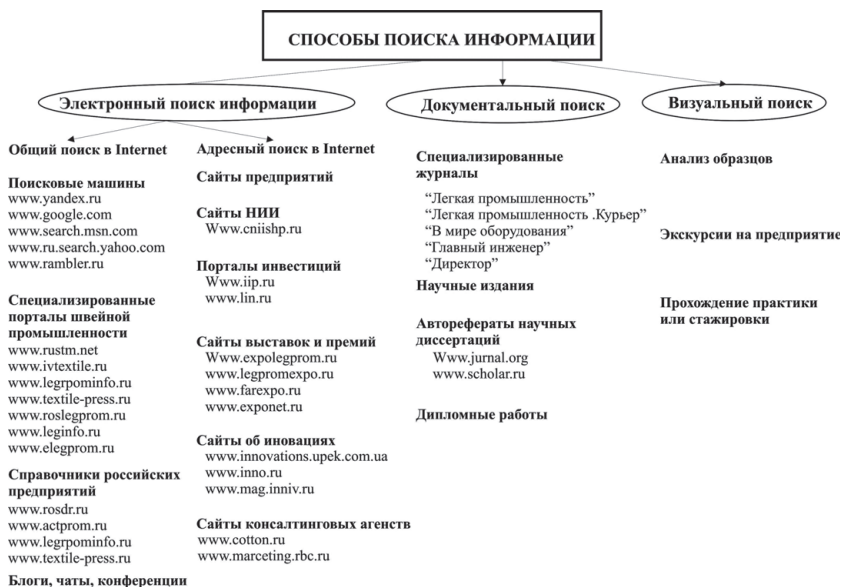 СПОСОБЫ ПОИСКА ИНФОРМАЦИИ
Электронный поиск информации
Документальный поиск
Визуальный поиск
Общий поиск в Internet
Поисковые машины
www.yandex.ru
www.google.com
www.search.msn.com
www.ru.search.yahoo.com
www.rambler.ru
Специализированные
порталы швейной
промышленности
www.rustm.net
www.ivtextile.ru
www.legrpominfo.ru
www.textile-press.ru
www.roslegprom.ru
www.leginfo.ru
www.elegprom.ru
Справочники российских
предприятий
www.rosdr.ru
www.actprom.ru
www.legrpominfo.ru
www.textile-press.ru
Блоги, чаты, конференции
Адресный поиск в Internet
Сайты предприятий
Сайты НИИ
Www.cniishp.ru
Порталы инвестиций
Www.iip.ru
www.lin.ru
Сайты выставок и премий
Www.expolegprom.ru
www.legpromexpo.ru
www.farexpo.ru
www.exponet.ru
Сайты об иновациях
www.innovations.upek.com.ua
www.inno.ru
www.mag.inniv.ru
Сайты консалтинговых агенств
www.cotton.ru
www.marceting.rbc.ru
Специализированные
журналы
“Легкая промышленность”
“Легкая промышленность .Курьер”
“В мире оборудования”
“Главный инженер”
“Директор”
Научные издания
Авторефераты научных
диссертаций
Www.jurnal.org
www.scholar.ru
Дипломные работы
Анализ образцов
Экскурсии на предприятие
Прохождение практики
или стажировки